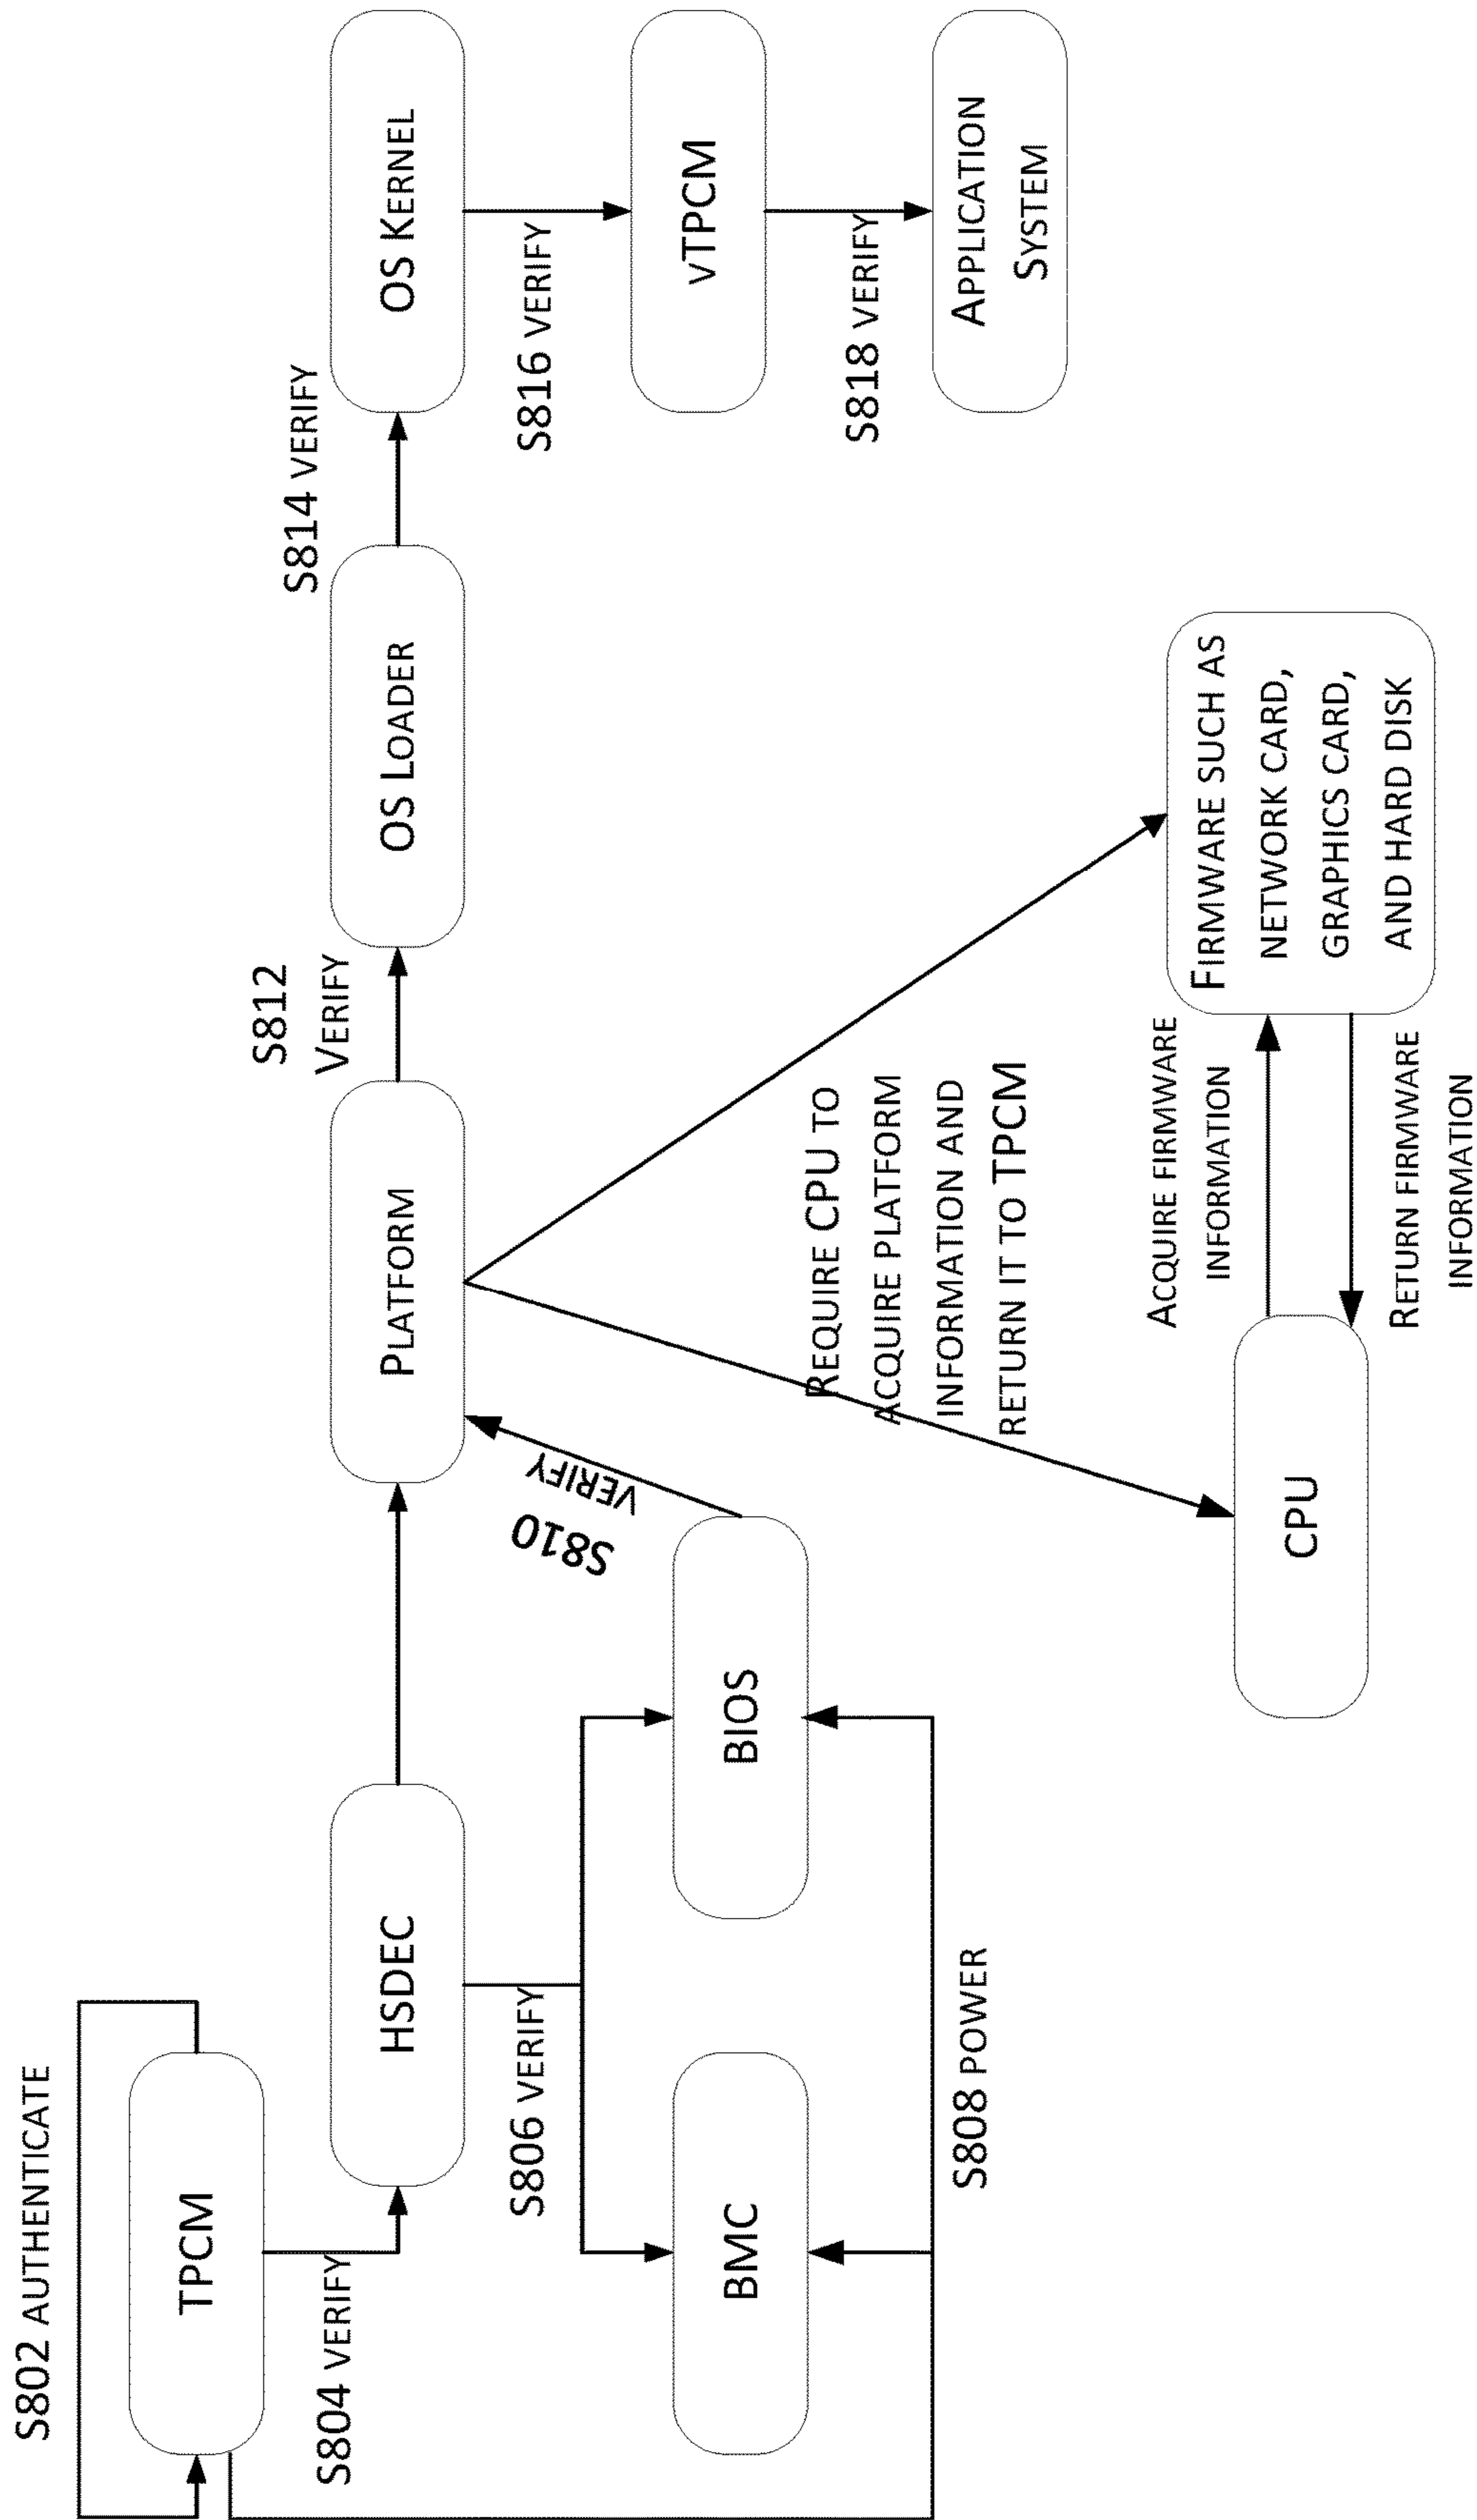 S802 AUTHENTICATE
TPCM
S804 VERIFY
HSDEC
S806 VERIFY
BMC
BIOS
S808 POWER
S810
VERIFY
PLATFORM
S812
VERIFY
OS LOADER
S814 VERIFY
OS KERNEL
S816 VERIFY
VTPCM
S818 VERIFY
APPLICATION
SYSTEM
REQUIRE CPU TO
ACQUIRE PLATFORM
INFORMATION AND
RETURN IT TO TPCM
CPU
ACQUIRE FIRMWARE
INFORMATION
RETURN FIRMWARE
INFORMATION
FIRMWARE SUCH AS
NETWORK CARD,
GRAPHICS CARD,
AND HARD DISK